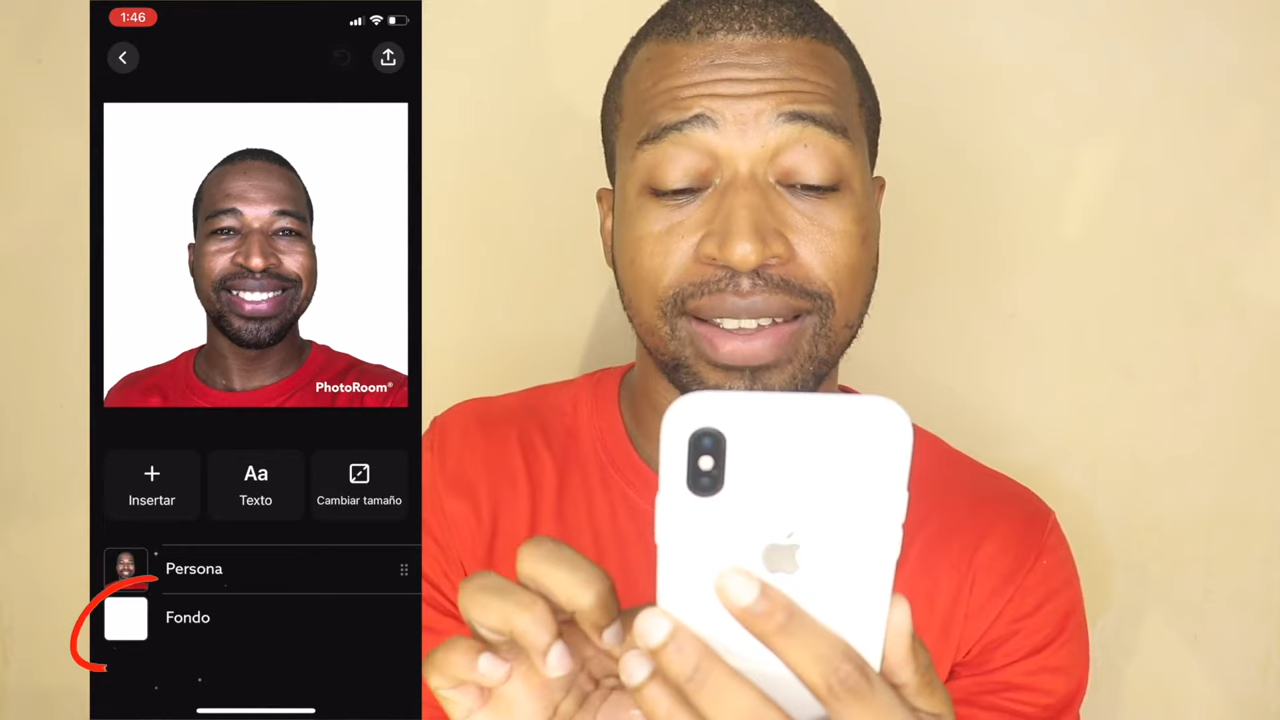 1:46
PhotoRoom®
Insertar
Aa
Texto
Cambiar tamaño
Persona
Fondo